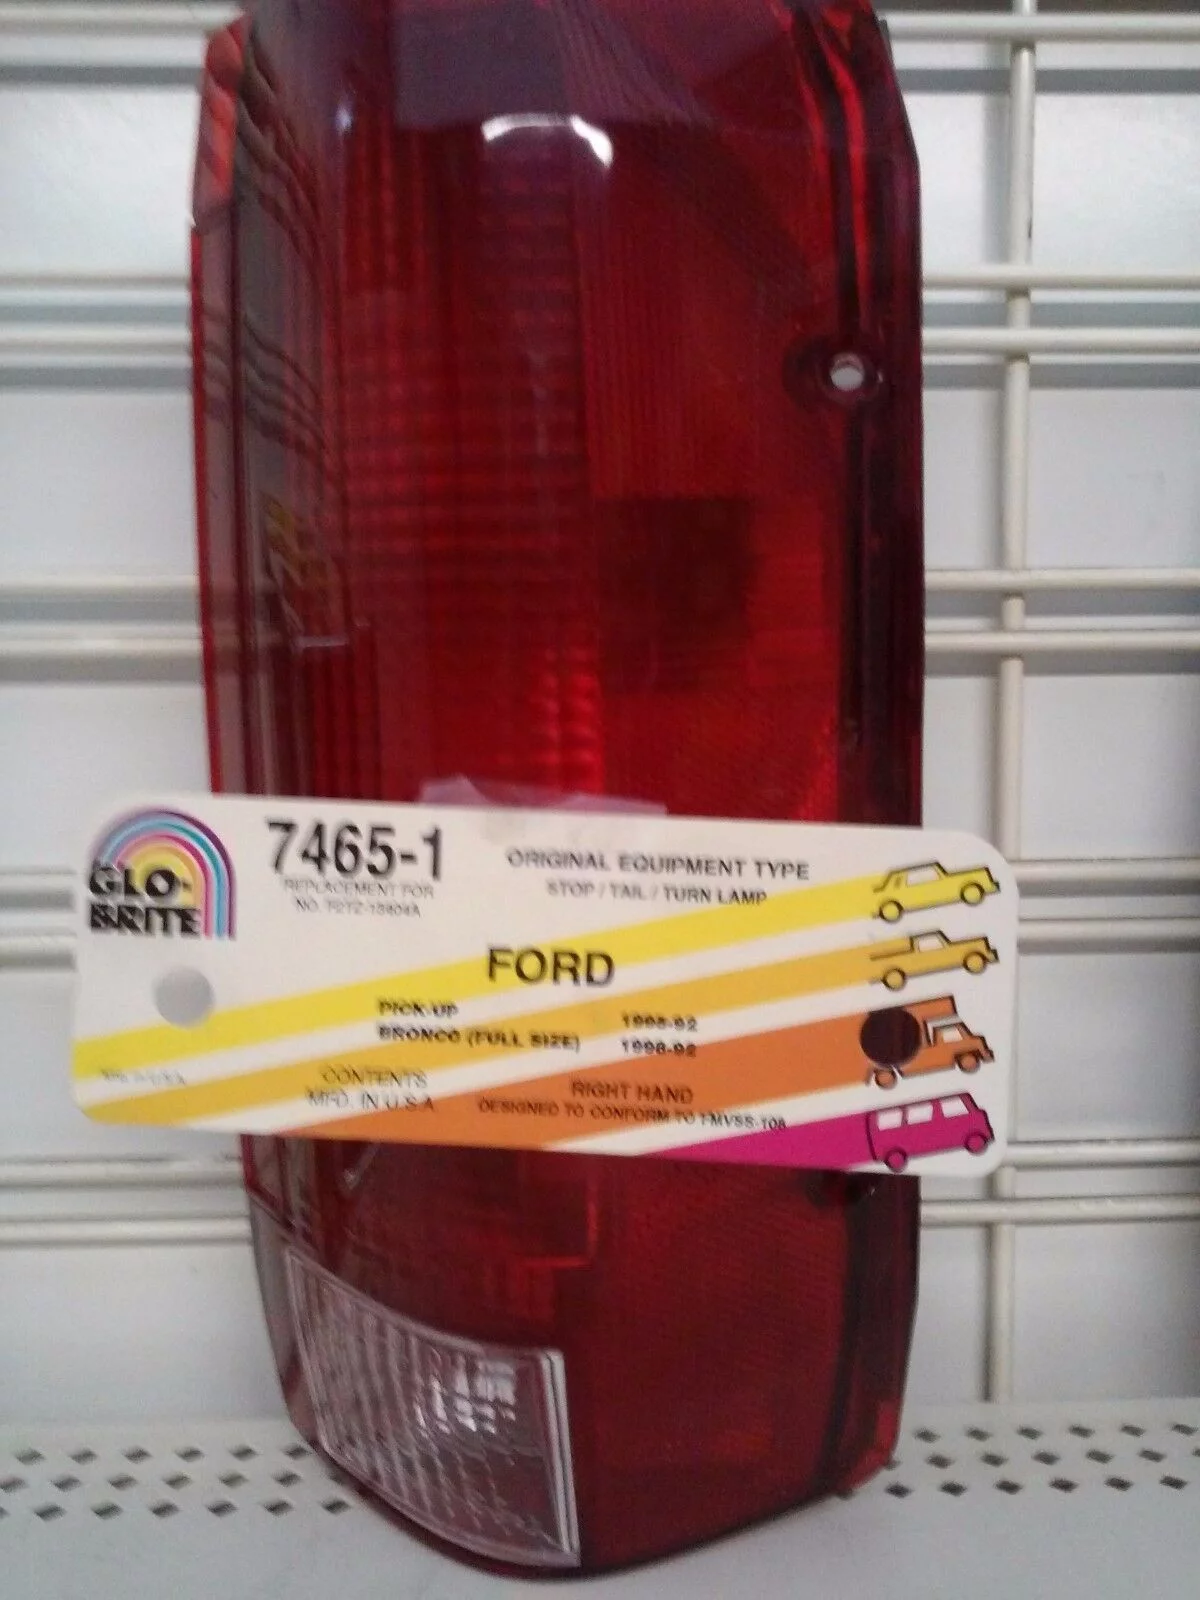 GLO-
BRITE
7465-1
REPLACEMENT FOR
NO.
ORIGINAL EQUIPMENT TYPE
STOP / TAIL / TURN LAMP
FORD
PICK-UP
BRONCO (FULL SIZE)
CONTENTS
MFD. IN U.S.A
RIGHT HAND
DESIGNED TO CONFORM TO FMVSS-108